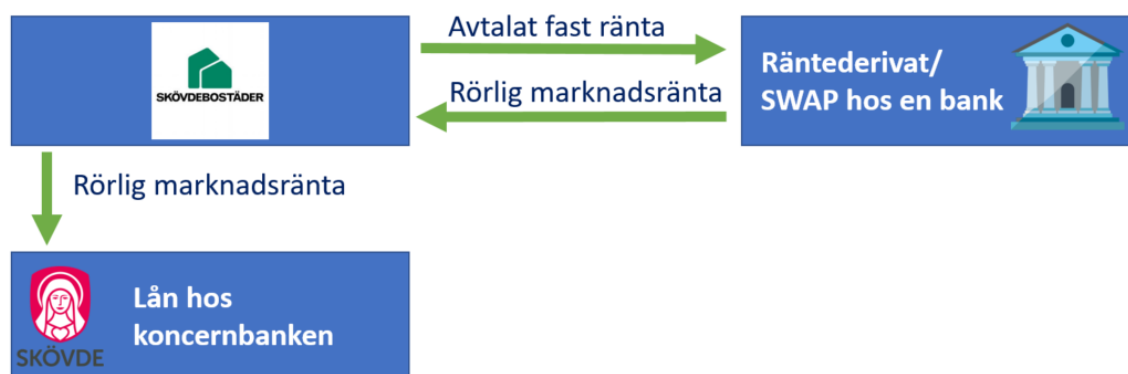 Avtalat fast ränta
SKÖVDEBOSTÄDER
Räntederivat/
SWAP hos en bank
Rörlig marknadsränta
Rörlig marknadsränta
Lån hos
koncernbanken
SKÖVDE